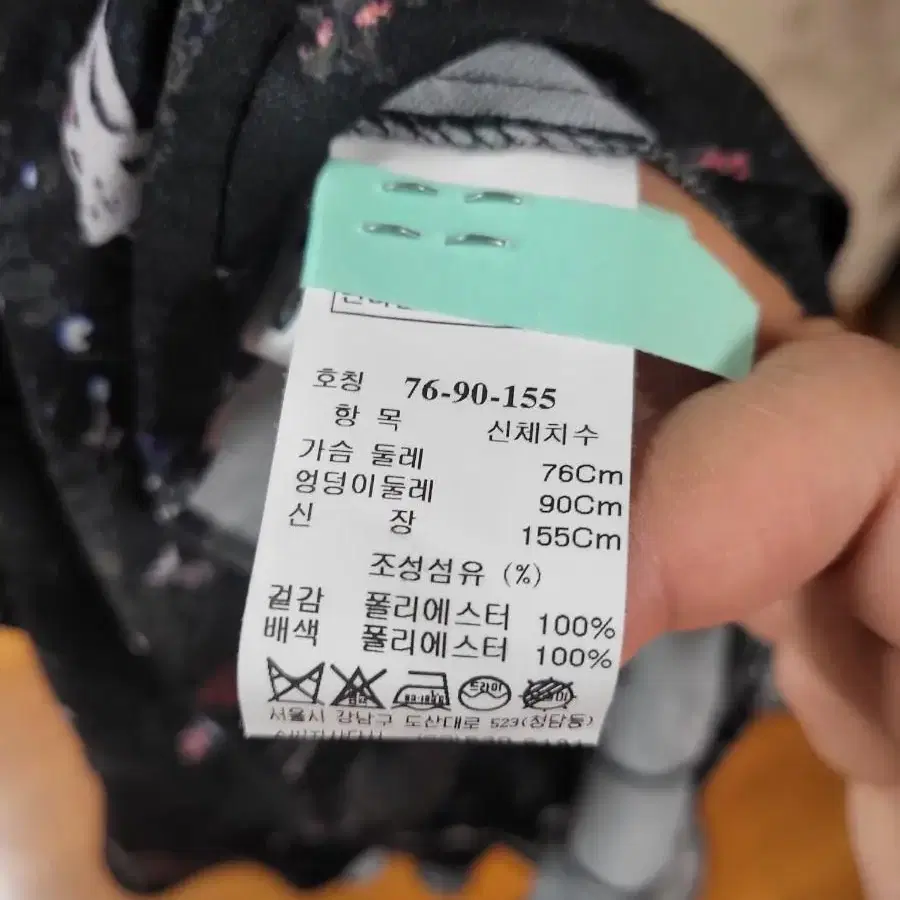 호칭 76-90-155
항 목 신체치수
가슴 둘레 76Cm
엉덩이둘레 90Cm
신 장 155Cm
조성섬유 (%)
겉감 폴리에스터 100%
배색 폴리에스터 100%
드라이
서울시 강남구 도산대로 523(청담동)